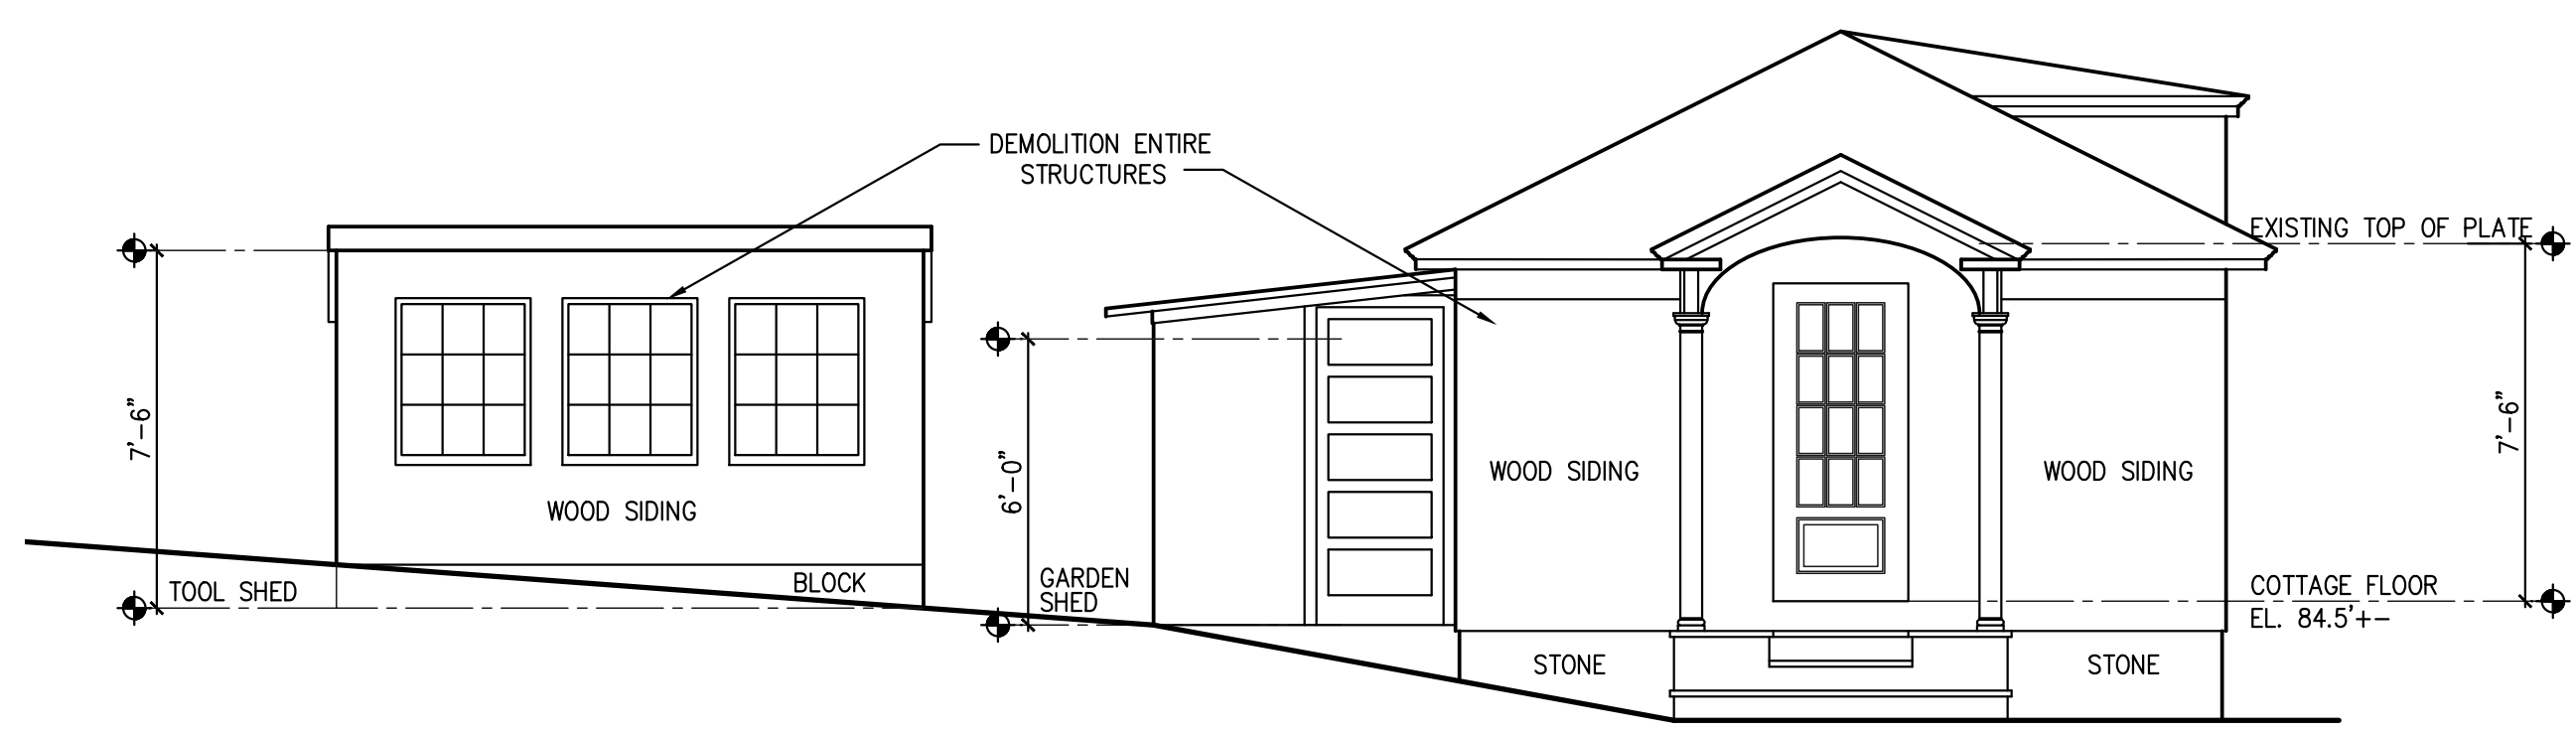 DEMOLITION ENTIRE
STRUCTURES
EXISTING TOP OF PLATE
7'-6"
6'-0"
7'-6"
WOOD SIDING
WOOD SIDING
WOOD SIDING
TOOL SHED
BLOCK
GARDEN
SHED
COTTAGE FLOOR
EL. 84.5'+-
STONE
STONE